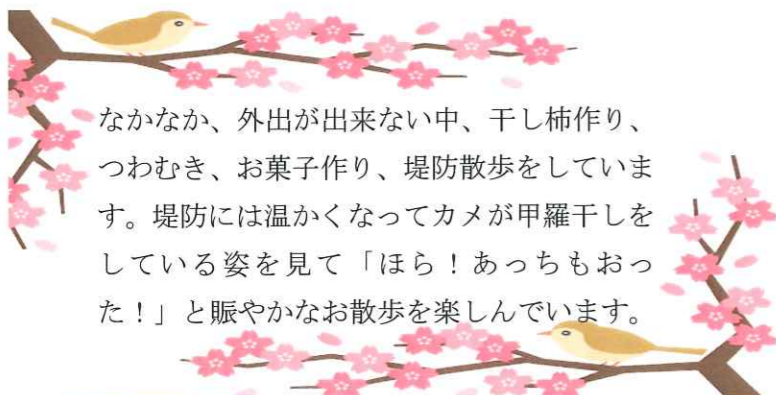 なかなか、外出が出来ない中、干し柿作り、
つわむき、お菓子作り、堤防散歩をしていま
す。堤防には温かくなってカメが甲羅干しを
している姿を見て「ほら！あっちもおっ
た！」と賑やかなお散歩を楽しんでいます。